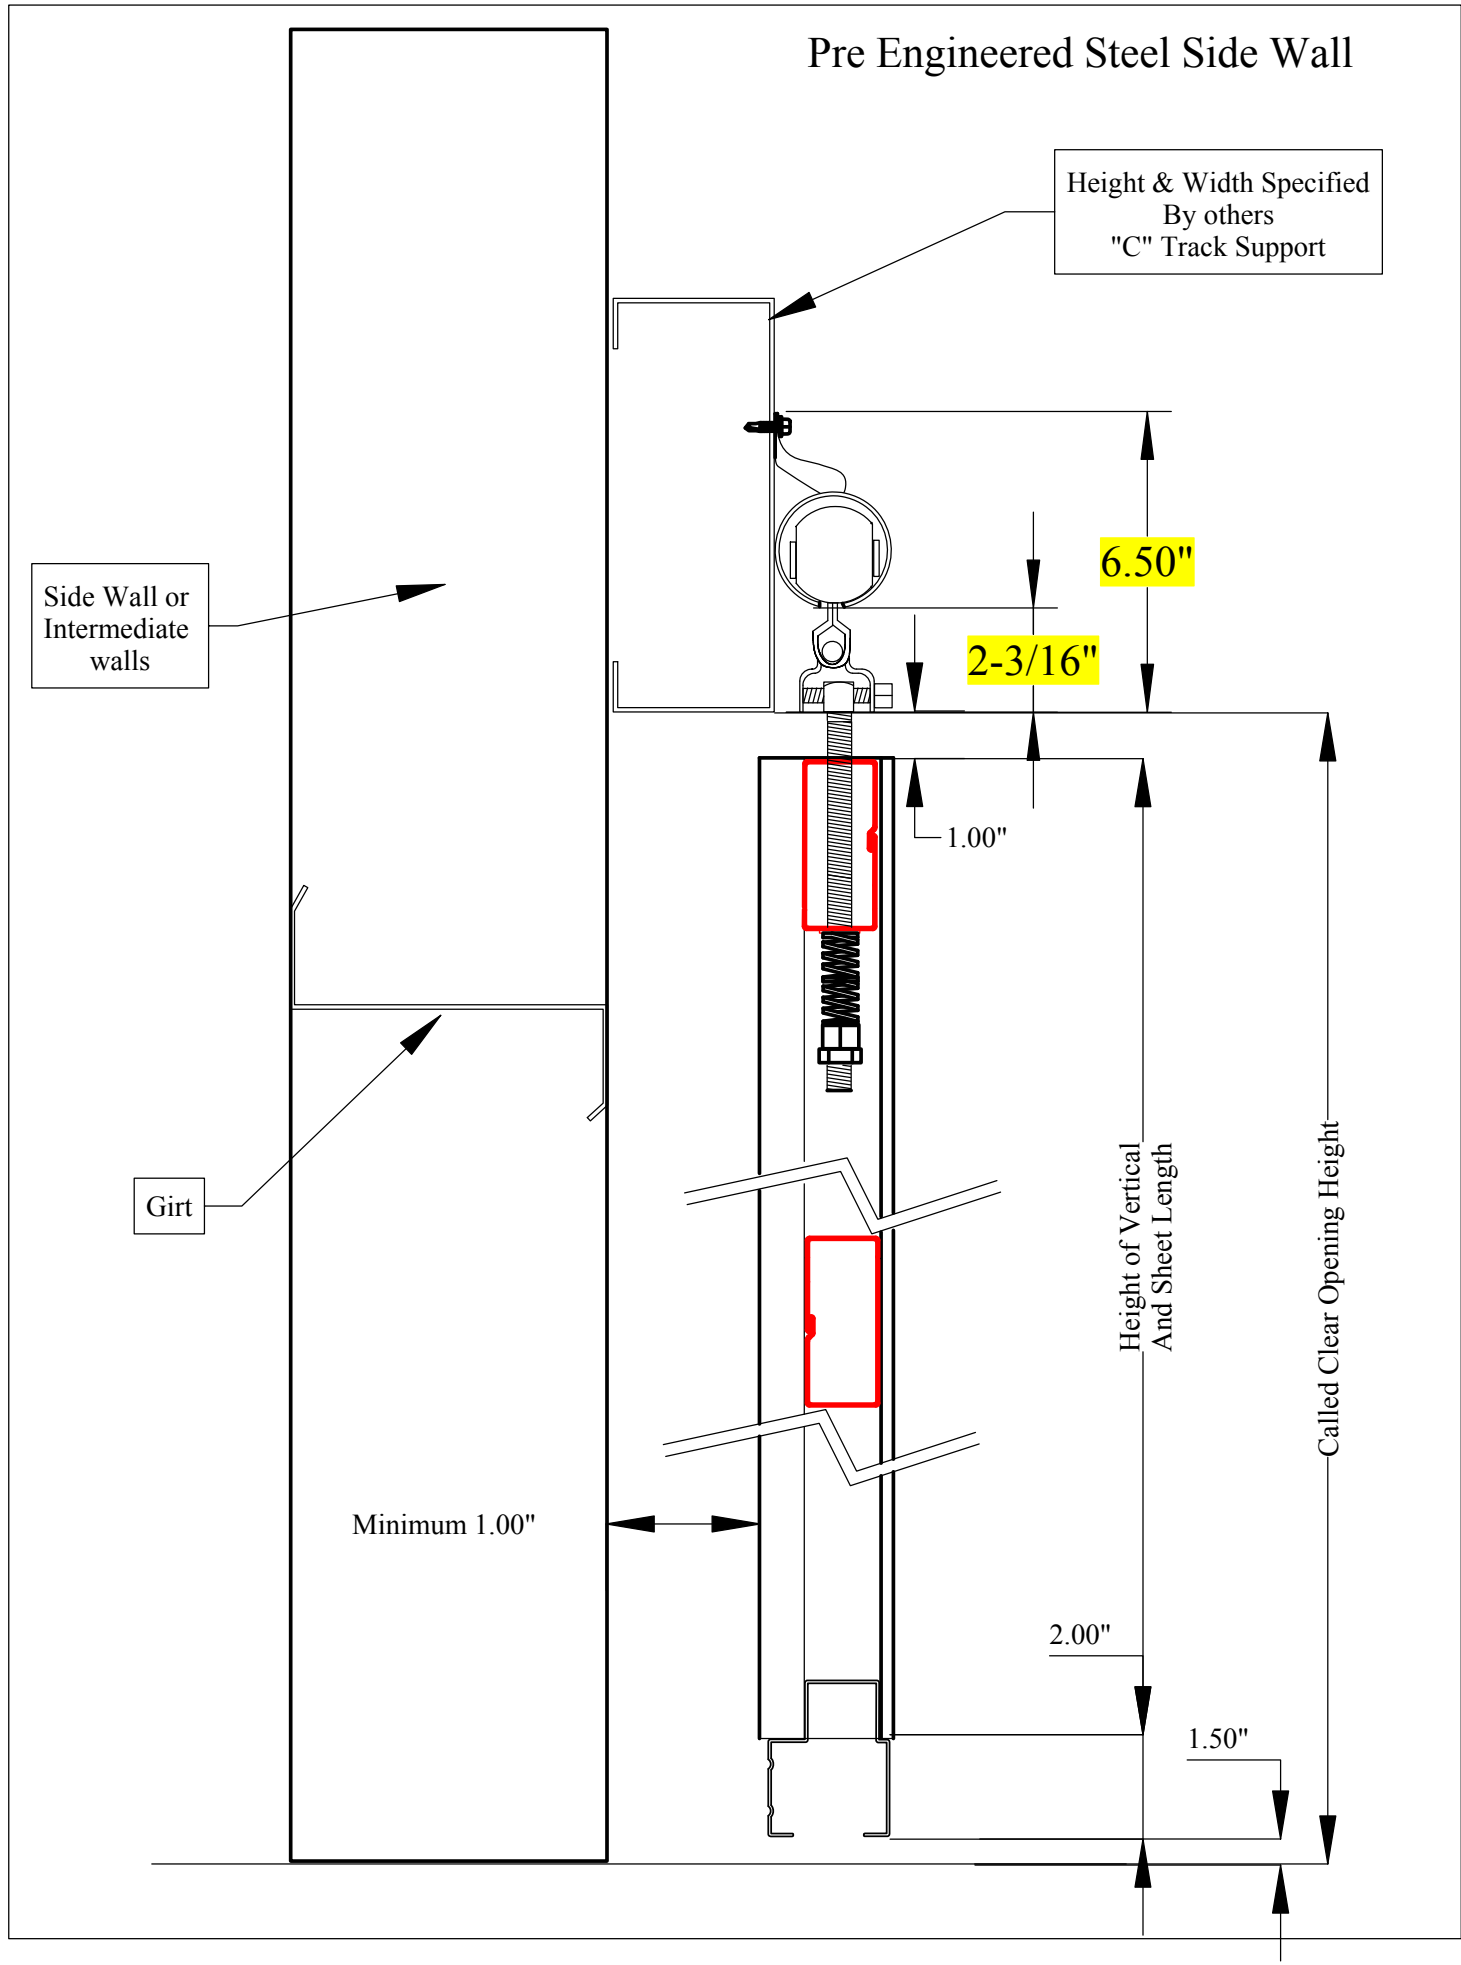 Pre Engineered Steel Side Wall
Height & Width Specified
By others
"C" Track Support
6.50"
Side Wall or
Intermediate
walls
2-3/16"
1.00"
Girt
Height of Vertical
And Sheet Length
Called Clear Opening Height
Minimum 1.00"
2.00"
1.50"